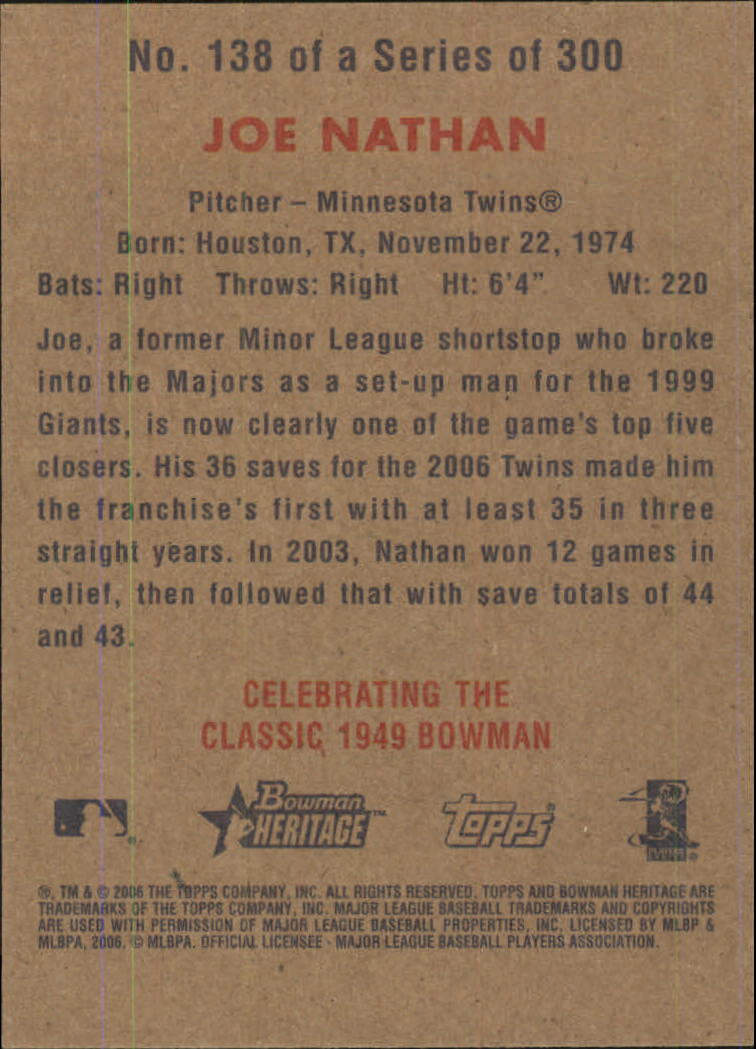 No. 138 of a Series of 300
JOE NATHAN
Pitcher – Minnesota Twins®
Born: Houston, TX, November 22, 1974
Bats: Right Throws: Right Ht: 6'4" Wt: 220
Joe, a former Minor League shortstop who broke
into the Majors as a set-up man for the 1999
Giants, is now clearly one of the game's top five
closers. His 36 saves for the 2006 Twins made him
the franchise's first with at least 35 in three
straight years. In 2003, Nathan won 12 games in
relief, then followed that with save totals of 44
and 43.
CELEBRATING THE
CLASSIC 1949 BOWMAN
Bowman HERITAGE™
Topps®
PLAYERS CHOICE®
®, TM & © 2006 THE TOPPS COMPANY, INC. ALL RIGHTS RESERVED. TOPPS AND BOWMAN HERITAGE ARE
TRADEMARKS OF THE TOPPS COMPANY, INC. MAJOR LEAGUE BASEBALL TRADEMARKS AND COPYRIGHTS
ARE USED WITH PERMISSION OF MAJOR LEAGUE BASEBALL PROPERTIES, INC. LICENSED BY MLBP &
MLBPA, 2006. © MLBPA. OFFICIAL LICENSEE - MAJOR LEAGUE BASEBALL PLAYERS ASSOCIATION.